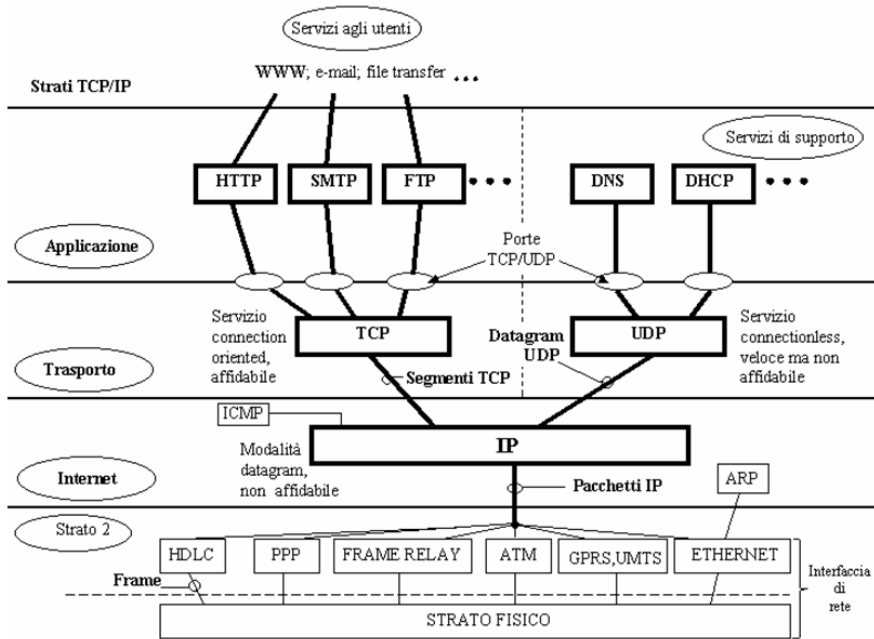 Servizi agli utenti
WWW; e-mail; file transfer •••
Strati TCP/IP
Servizi di supporto
HTTP
SMTP
FTP
•••
DNS
DHCP
•••
Applicazione
Porte
TCP/UDP
Servizio
connection
oriented,
affidabile
TCP
Datagram
UDP
UDP
Servizio
connectionless,
veloce ma non
affidabile
Trasporto
Segmenti TCP
ICMP
IP
Modalità
datagram,
non affidabile
Internet
Pacchetti IP
ARP
Strato 2
HDLC
PPP
FRAME RELAY
ATM
GPRS,UMTS
ETHERNET
Frame
Interfaccia
di
rete
STRATO FISICO